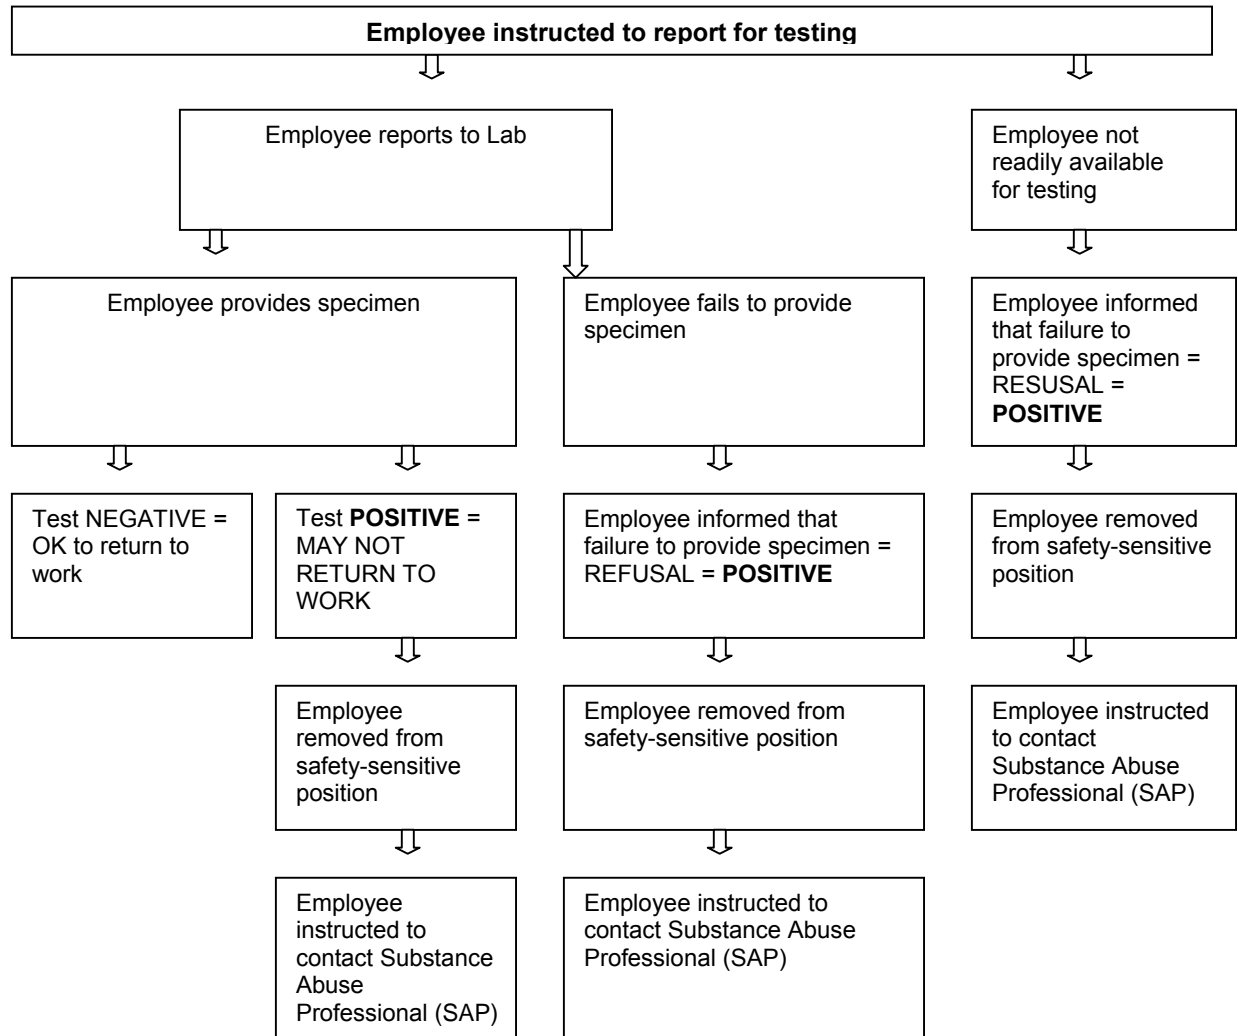 Employee instructed to report for testing
Employee reports to Lab
Employee not
readily available
for testing
Employee provides specimen
Employee fails to provide
specimen
Employee informed
that failure to
provide specimen =
RESUSAL =
POSITIVE
Test NEGATIVE =
OK to return to
work
Test POSITIVE =
MAY NOT
RETURN TO
WORK
Employee informed that
failure to provide specimen =
REFUSAL = POSITIVE
Employee removed
from safety-sensitive
position
Employee
removed from
safety-sensitive
position
Employee removed from
safety-sensitive position
Employee instructed
to contact
Substance Abuse
Professional (SAP)
Employee
instructed to
contact Substance
Abuse
Professional (SAP)
Employee instructed to
contact Substance Abuse
Professional (SAP)